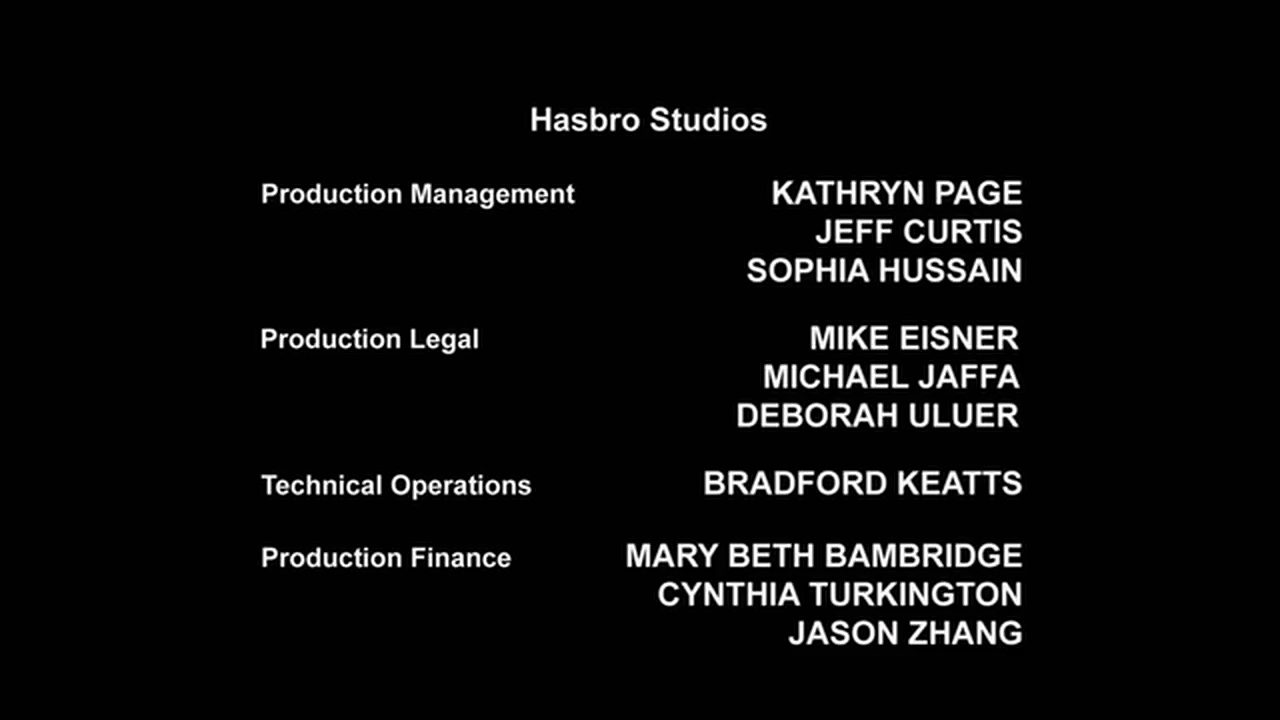 Hasbro Studios
Production Management KATHRYN PAGE
JEFF CURTIS
SOPHIA HUSSAIN
Production Legal MIKE EISNER
MICHAEL JAFFA
DEBORAH ULUER
Technical Operations BRADFORD KEATTS
Production Finance MARY BETH BAMBRIDGE
CYNTHIA TURKINGTON
JASON ZHANG